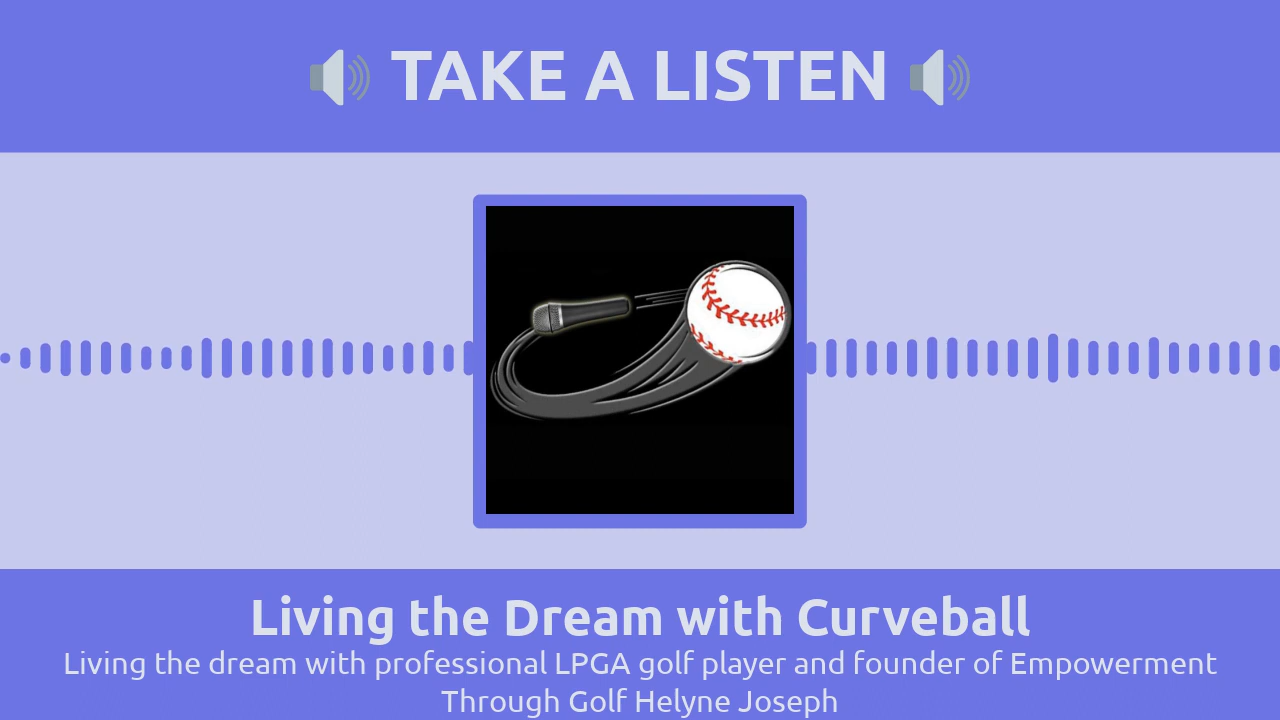 TAKE A LISTEN
Living the Dream with Curveball
Living the dream with professional LPGA golf player and founder of Empowerment
Through Golf Helyne Joseph